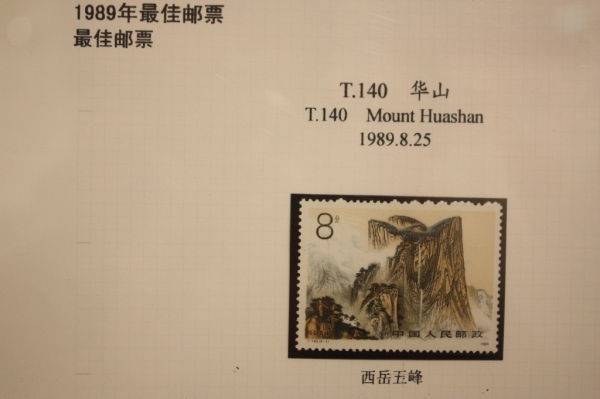 1989年最佳邮票
最佳邮票
T.140 华山
T.140 Mount Huashan
1989.8.25
8分
中国人民邮政
西岳五峰